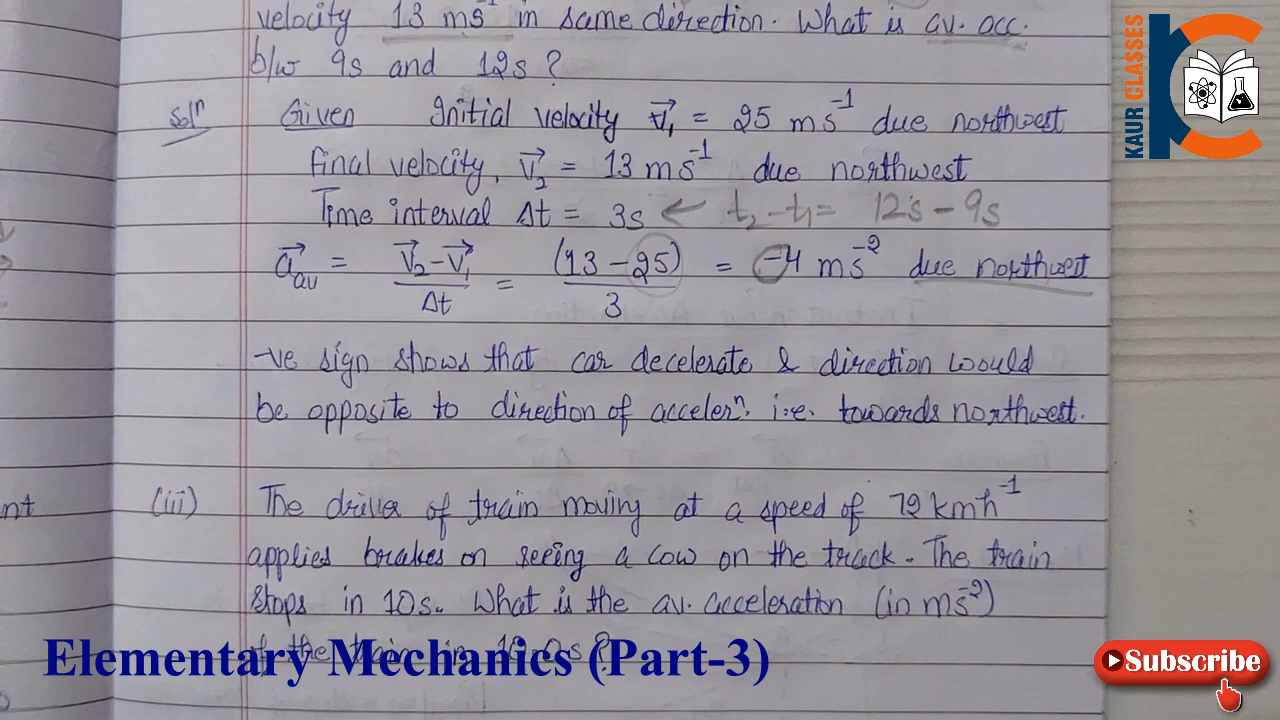 velocity 13 ms⁻¹ in same direction. What is av. acc.
b/w 9s and 12s?
Solⁿ Given Initial velocity v⃗₁ = 25 ms⁻¹ due northwest
final velocity, v⃗₂ = 13 ms⁻¹ due northwest
Time interval Δt = 3s ← t₂-t₁= 12s-9s
a⃗av = (v⃗₂-v⃗₁)/Δt = (13-25)/3 = -4 ms⁻² due northwest
-ve sign shows that car decelerate & direction would
be opposite to direction of accelerⁿ. i.e. towards northwest.
nt
(iii) The driver of train moving at a speed of 72 kmh⁻¹
applies brakes on seeing a cow on the track. The train
stops in 10s. What is the av. acceleration (in ms⁻²)
of the train in
Elementary Mechanics (Part-3)
KAUR CLASSES
Subscribe